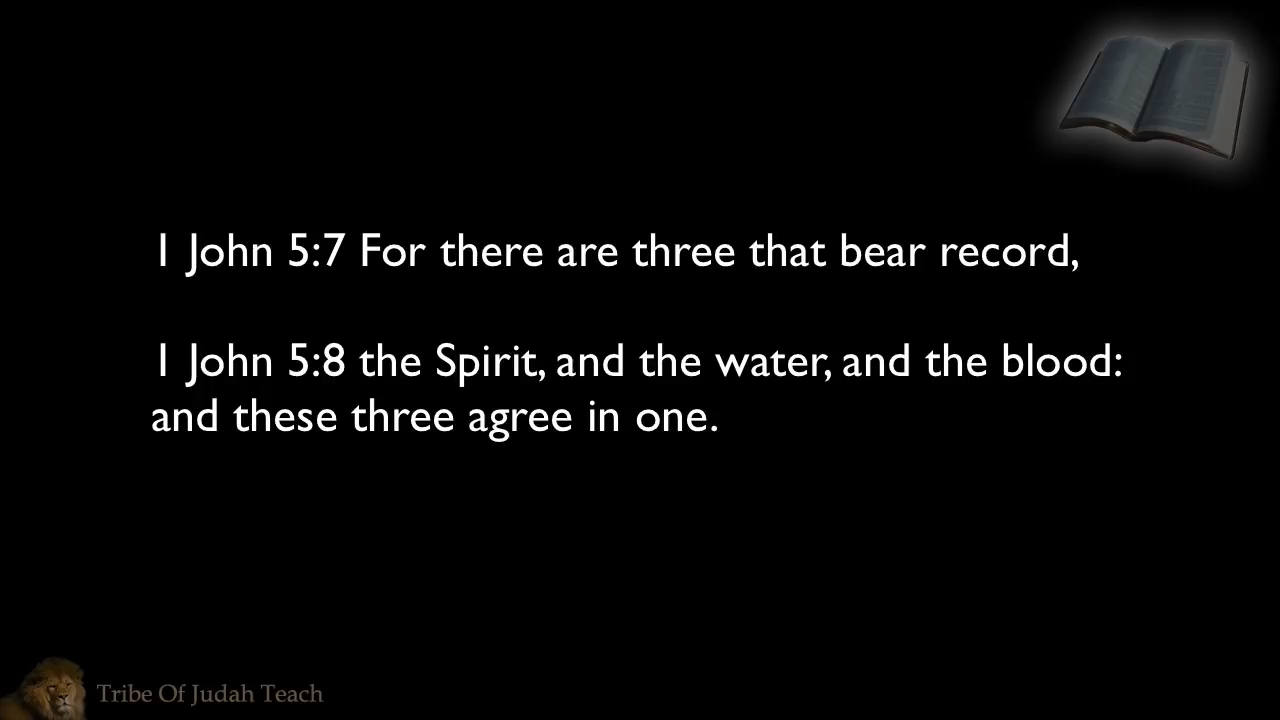 1 John 5:7 For there are three that bear record,
1 John 5:8 the Spirit, and the water, and the blood:
and these three agree in one.
Tribe Of Judah Teach